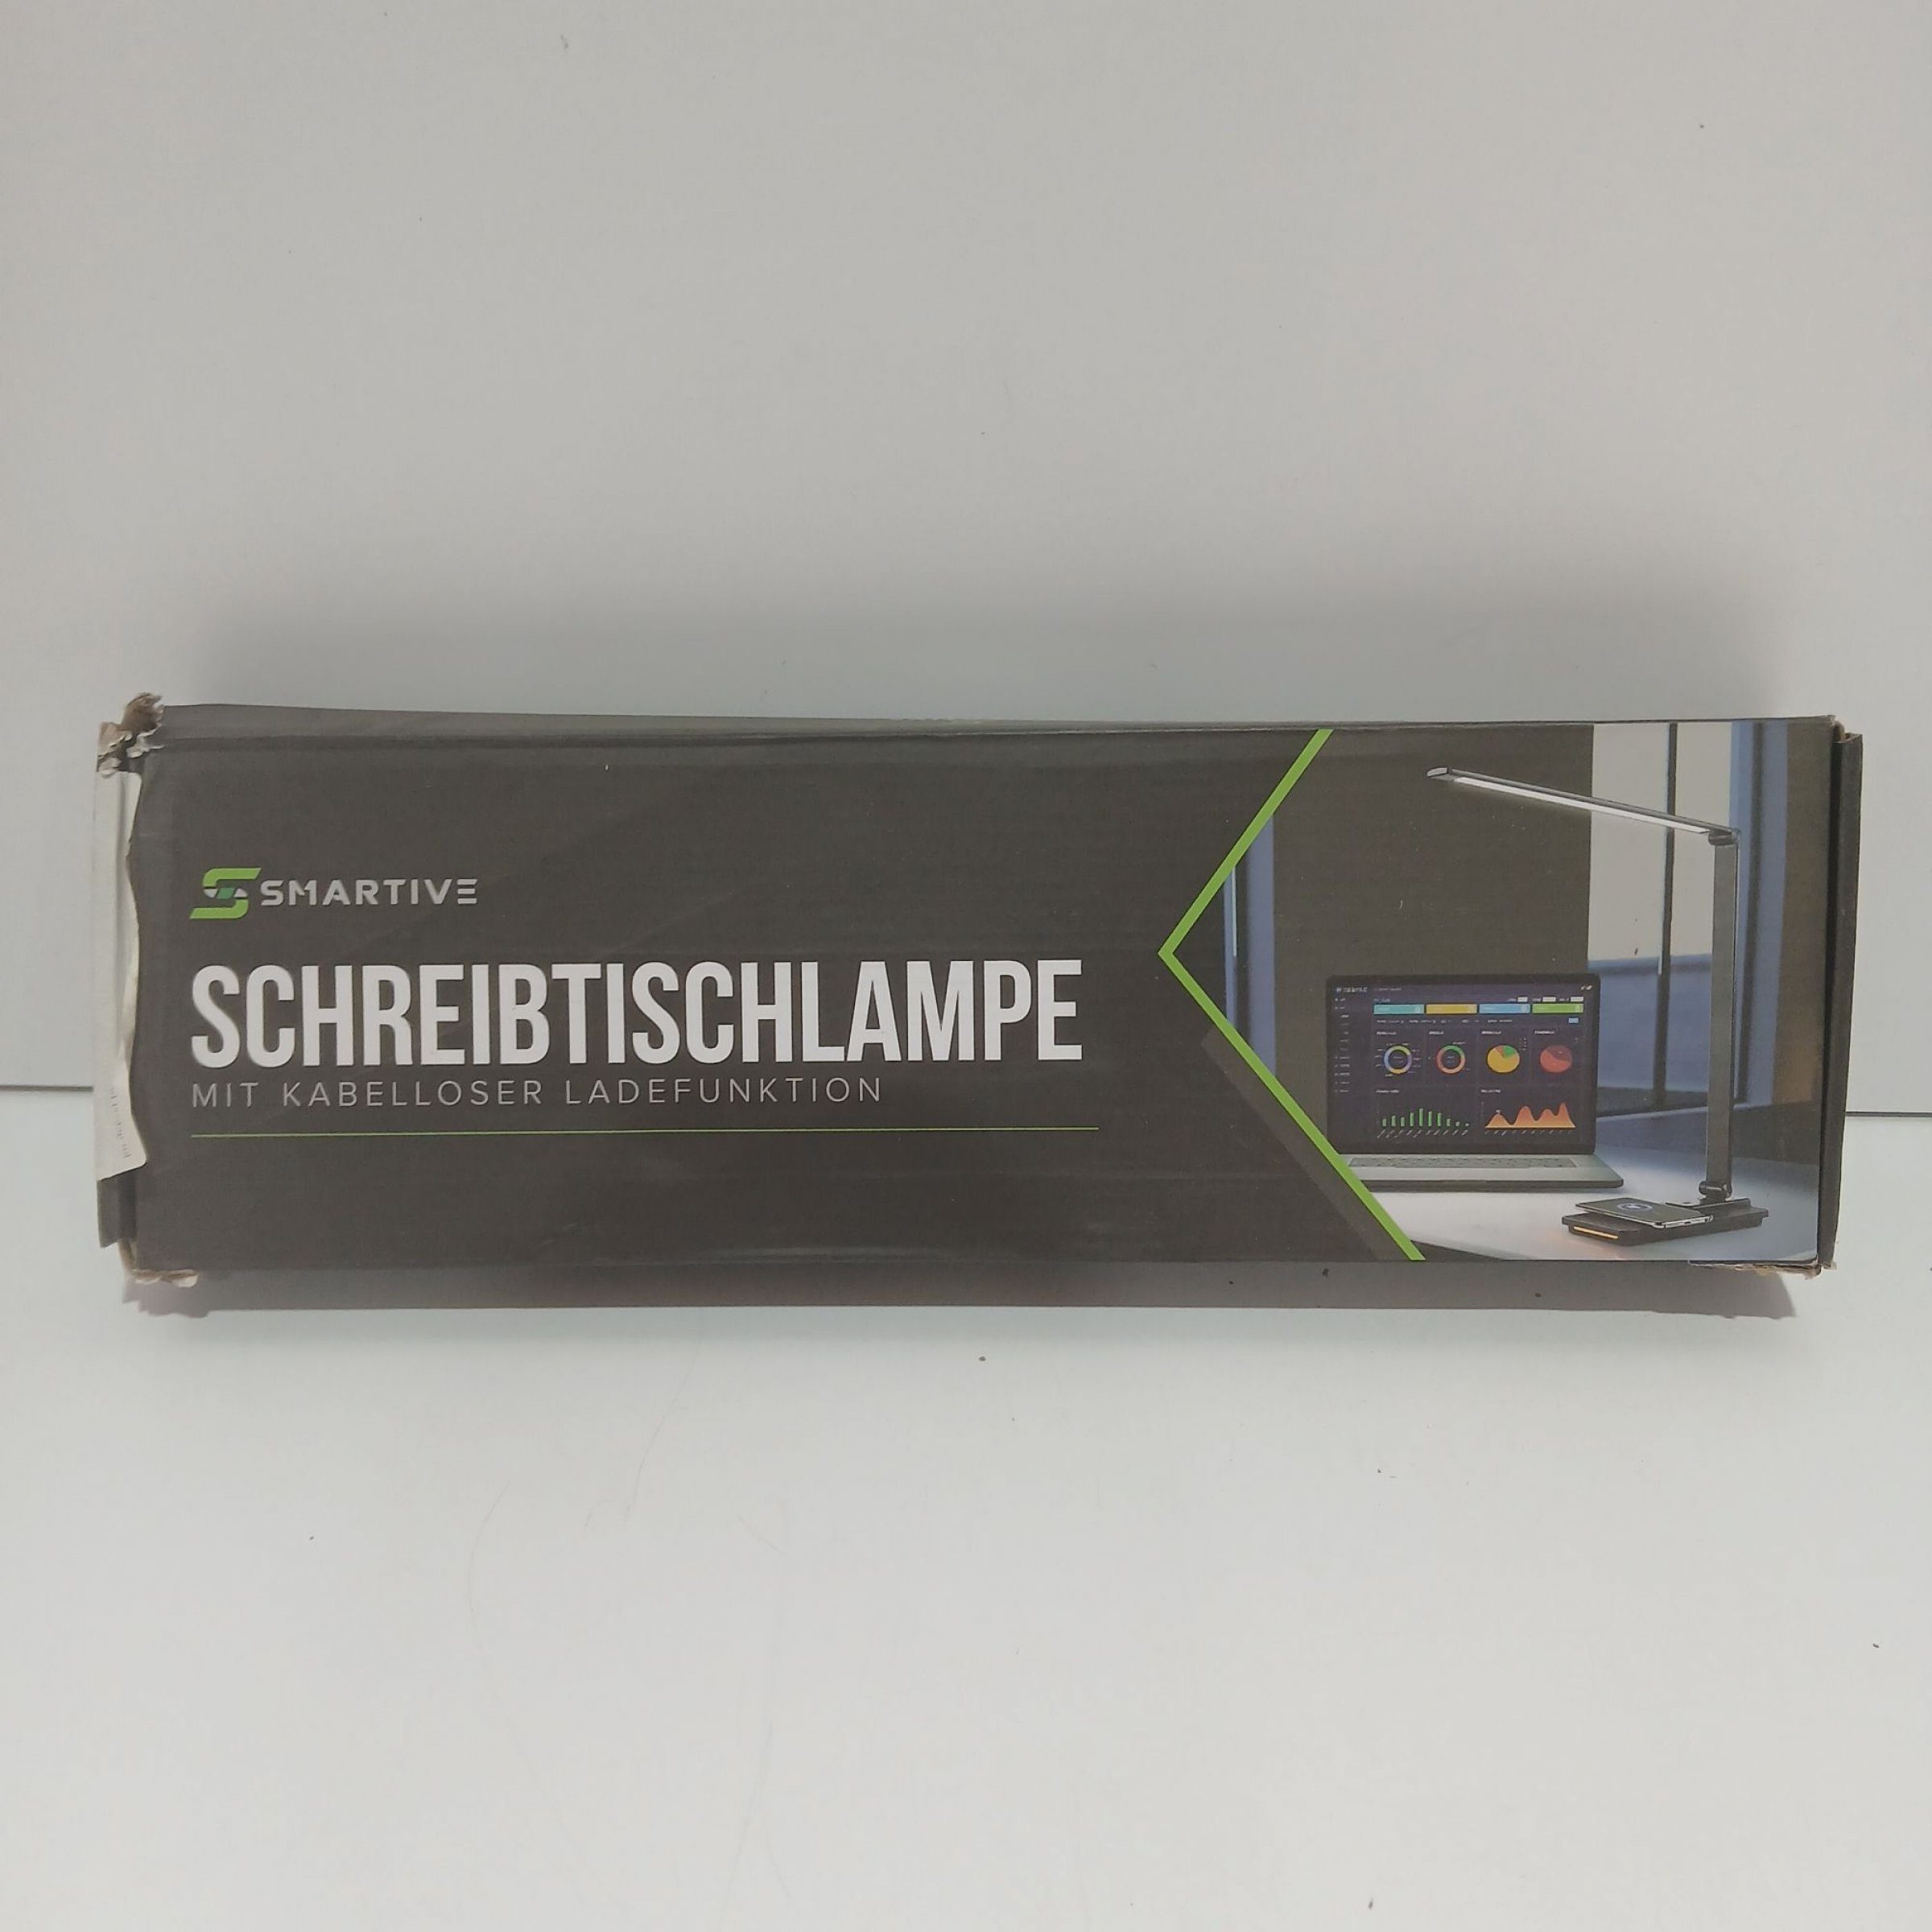 SMARTIVE
SCHREIBTISCHLAMPE
MIT KABELLOSER LADEFUNKTION